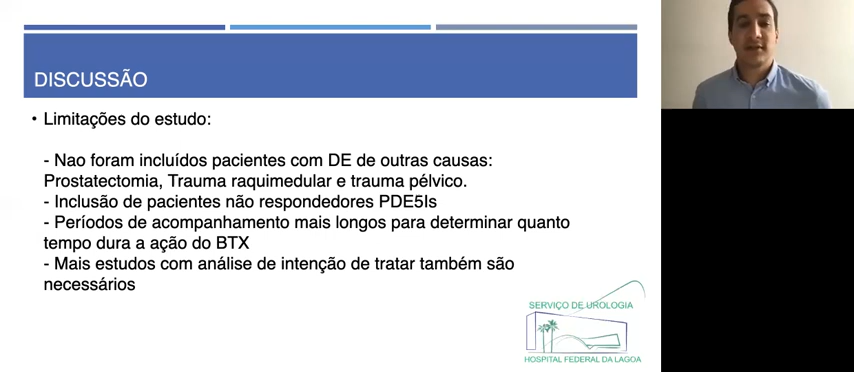 DISCUSSÃO
• Limitações do estudo:
- Nao foram incluídos pacientes com DE de outras causas:
Prostatectomia, Trauma raquimedular e trauma pélvico.
- Inclusão de pacientes não respondedores PDE5Is
- Períodos de acompanhamento mais longos para determinar quanto
tempo dura a ação do BTX
- Mais estudos com análise de intenção de tratar também são
necessários
SERVIÇO DE UROLOGIA
HOSPITAL FEDERAL DA LAGOA